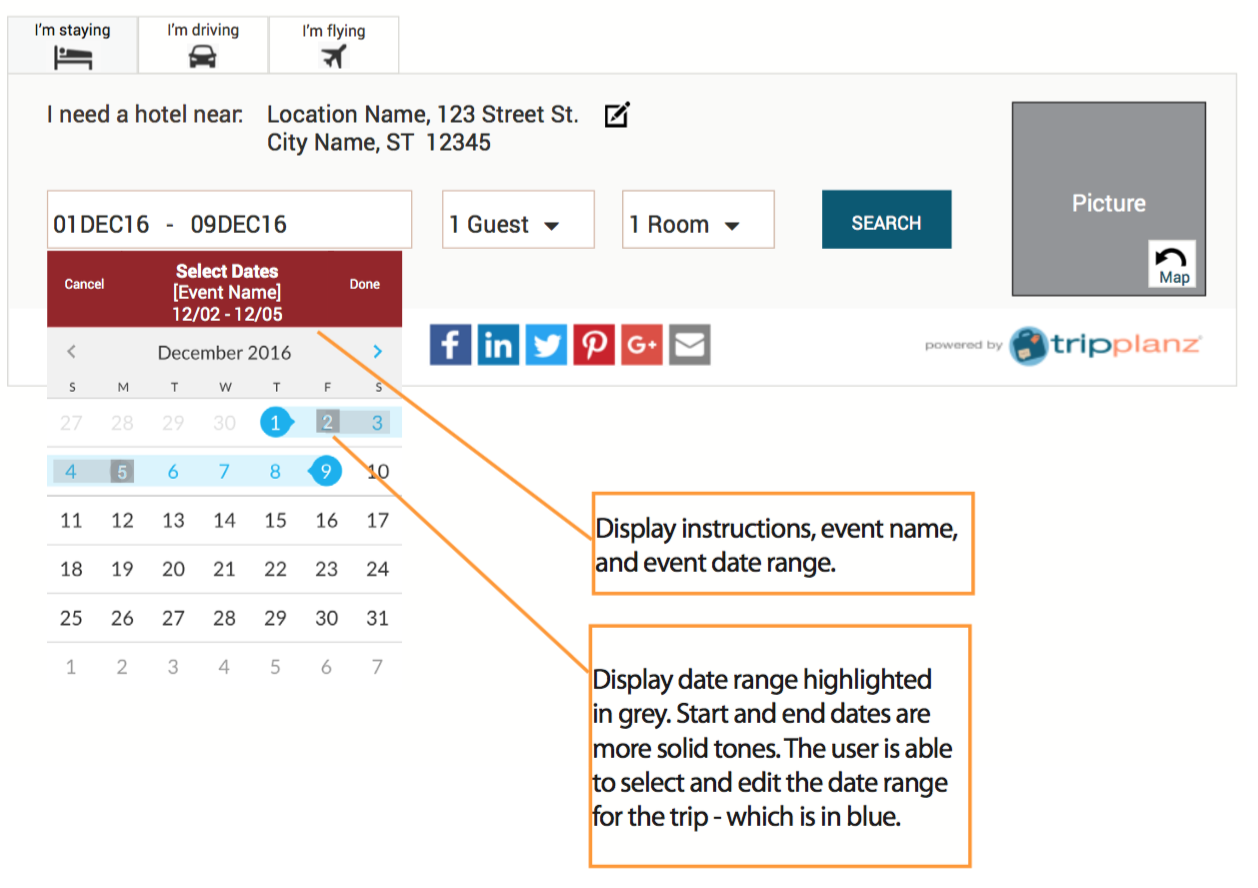 I'm staying
I'm driving
I'm flying
I need a hotel near: Location Name, 123 Street St.
City Name, ST 12345
01DEC16 - 09DEC16
1 Guest
1 Room
SEARCH
Picture
Map
Cancel
Select Dates
[Event Name]
12/02 - 12/05
Done
f in G+
powered by tripplanz
< December 2016 >
S M T W T F S
27 28 29 30 1 2 3
4 5 6 7 8 9 10
11 12 13 14 15 16 17
18 19 20 21 22 23 24
25 26 27 28 29 30 31
1 2 3 4 5 6 7
Display instructions, event name,
and event date range.
Display date range highlighted
in grey. Start and end dates are
more solid tones. The user is able
to select and edit the date range
for the trip - which is in blue.